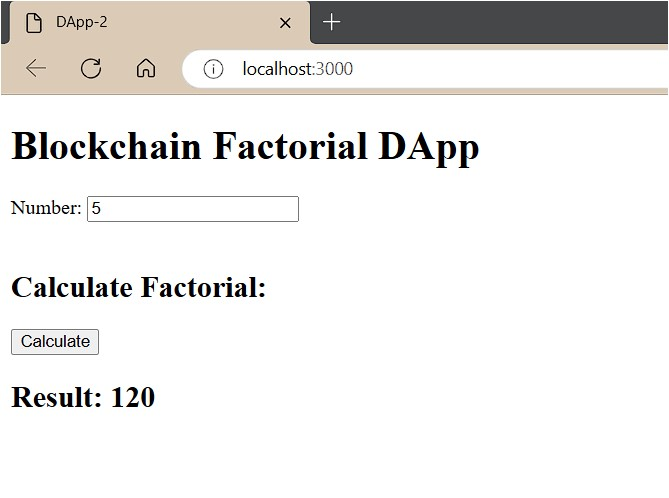 DApp-2
localhost:3000
Blockchain Factorial DApp
Number: 5
Calculate Factorial:
Calculate
Result: 120